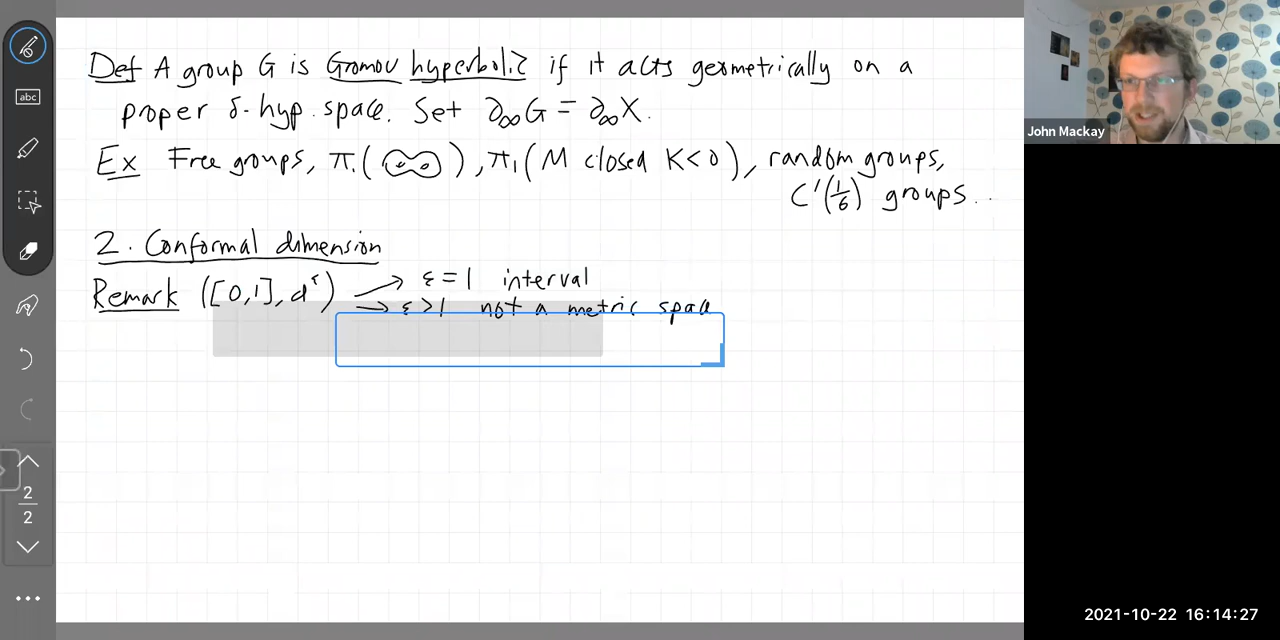 Def A group G is Gromov hyperbolic if it acts geometrically on a
proper δ-hyp. space. Set ∂∞G = ∂∞X.
Ex Free groups, π₁( ), π₁(M closed K<0), random groups,
C'(1/6) groups...
2. Conformal dimension
Remark ([0,1], d^ε) → ε = 1 interval
→ ε > 1 not a metric space
abc
2
2
John Mackay
2021-10-22 16:14:27